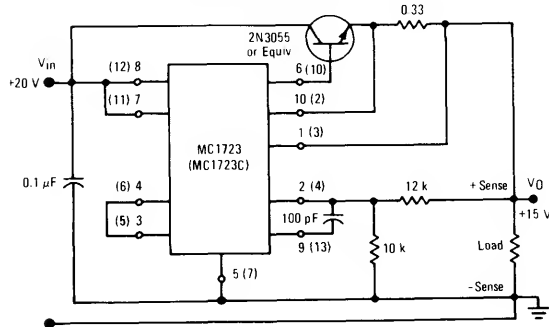 0.33
2N3055
or Equiv
Vin
+20 V
(12) 8
6 (10)
(11) 7
10 (2)
1 (3)
MC1723
(MC1723C)
0.1 µF
(6) 4
2 (4)
12 k
+ Sense
VO
+15 V
100 pF
(5) 3
9 (13)
10 k
Load
5 (7)
- Sense